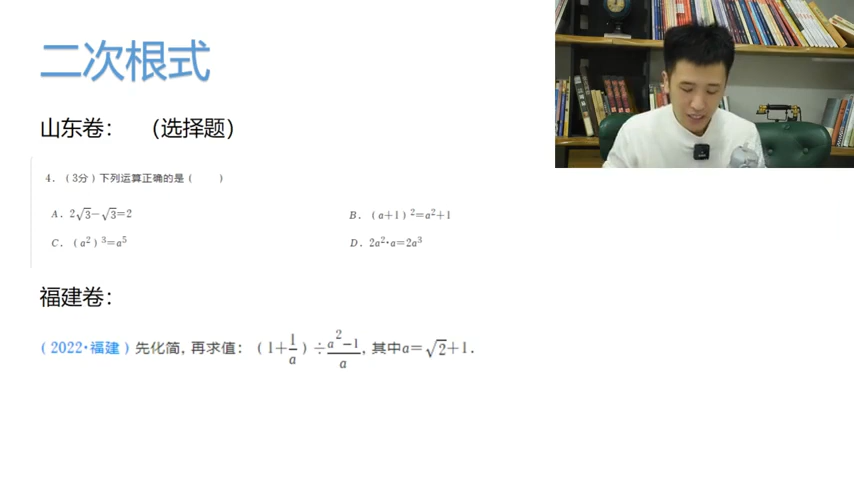 二次根式
山东卷： （选择题）
4．（3分）下列运算正确的是（ ）
A．2√3－√3＝2 B．（a＋1）²＝a²＋1
C．（a²）³＝a⁵ D．2a²•a＝2a³
福建卷：
（2022•福建）先化简，再求值：（1＋1/a）÷(a²－1)/a，其中a＝√2＋1．